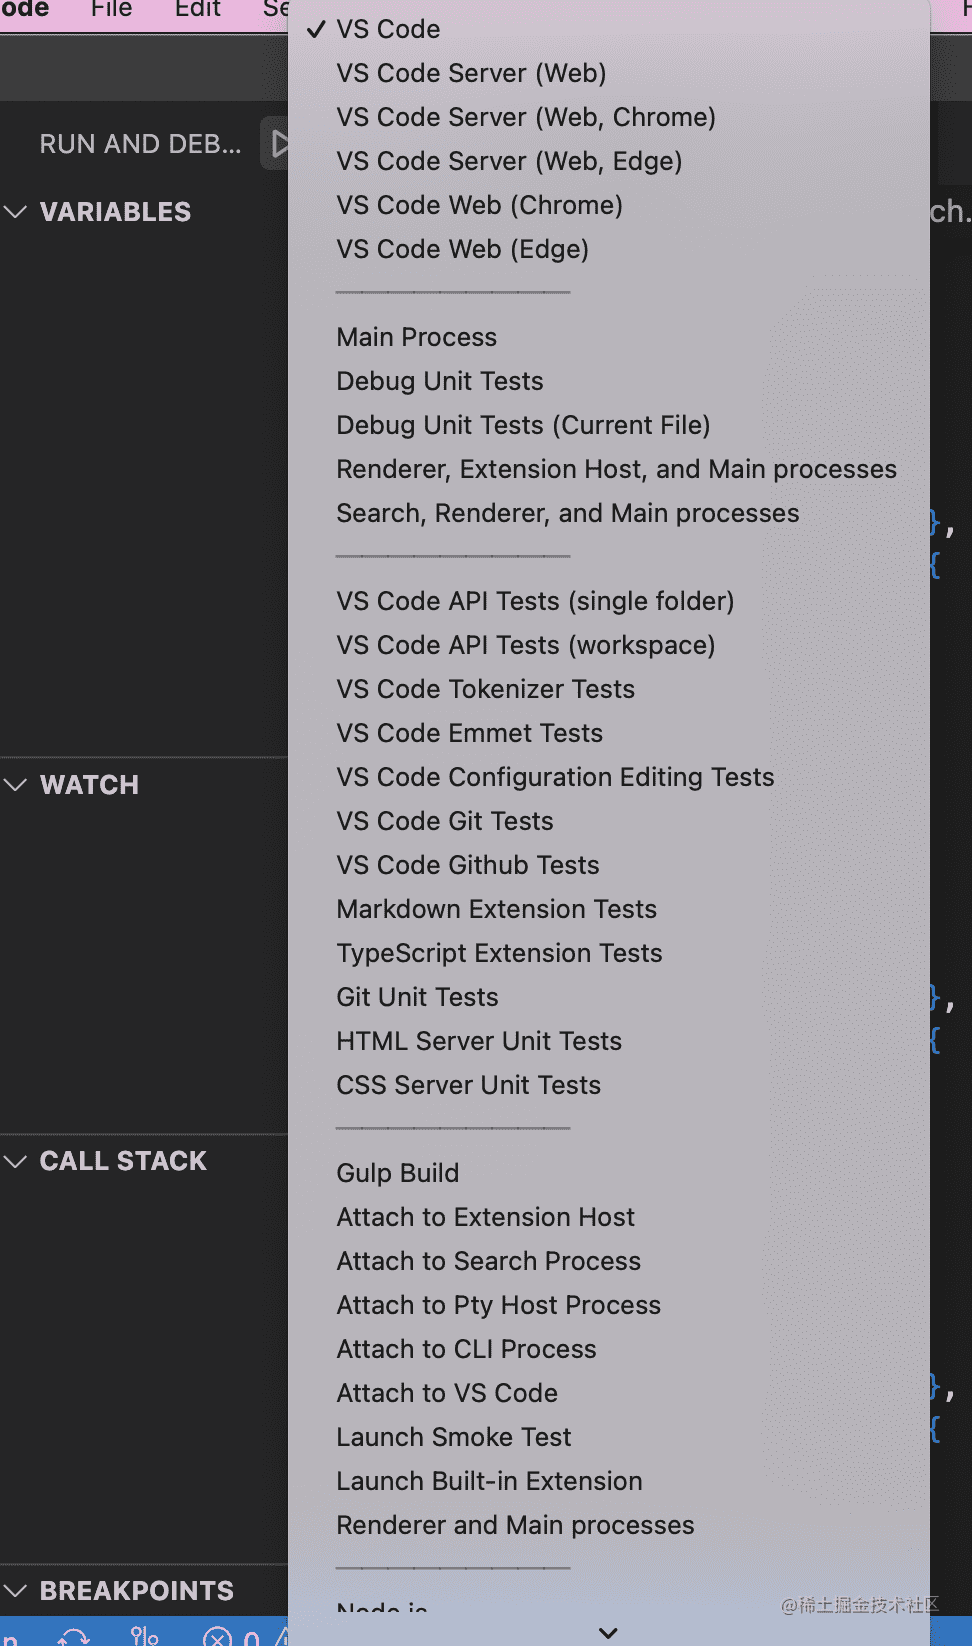 ode File Edit Se
VS Code
VS Code Server (Web)
VS Code Server (Web, Chrome)
RUN AND DEB...
VS Code Server (Web, Edge)
VS Code Web (Chrome)
VARIABLES
ch.
VS Code Web (Edge)
Main Process
Debug Unit Tests
Debug Unit Tests (Current File)
Renderer, Extension Host, and Main processes
Search, Renderer, and Main processes
},
{
VS Code API Tests (single folder)
VS Code API Tests (workspace)
VS Code Tokenizer Tests
VS Code Emmet Tests
VS Code Configuration Editing Tests
WATCH
VS Code Git Tests
VS Code Github Tests
Markdown Extension Tests
TypeScript Extension Tests
Git Unit Tests
},
HTML Server Unit Tests
{
CSS Server Unit Tests
CALL STACK
Gulp Build
Attach to Extension Host
Attach to Search Process
Attach to Pty Host Process
Attach to CLI Process
Attach to VS Code
},
Launch Smoke Test
{
Launch Built-in Extension
Renderer and Main processes
BREAKPOINTS
Node.js
@稀土掘金技术社区
0